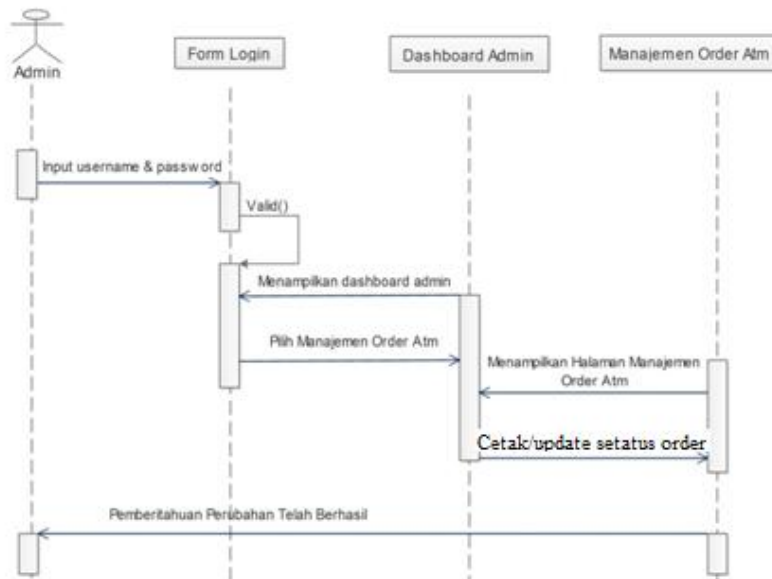 Admin
Form Login
Dashboard Admin
Manajemen Order Atm
Input username & password
Valid()
Menampilkan dashboard admin
Pilih Manajemen Order Atm
Menampilkan Halaman Manajemen
Order Atm
Cetak/update setatus order
Pemberitahuan Perubahan Telah Berhasil